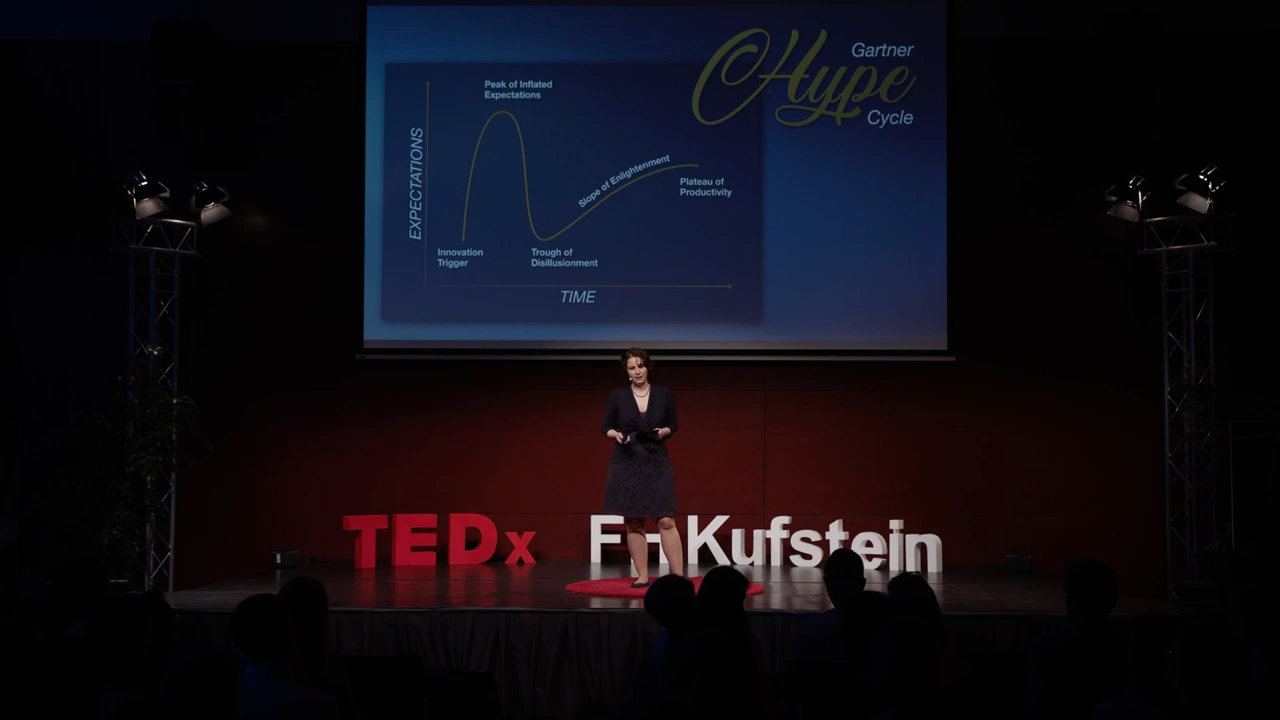 Gartner
Hype
Cycle
Peak of Inflated
Expectations
EXPECTATIONS
Slope of Enlightenment
Plateau of
Productivity
Innovation
Trigger
Trough of
Disillusionment
TIME
TEDx FHKufstein